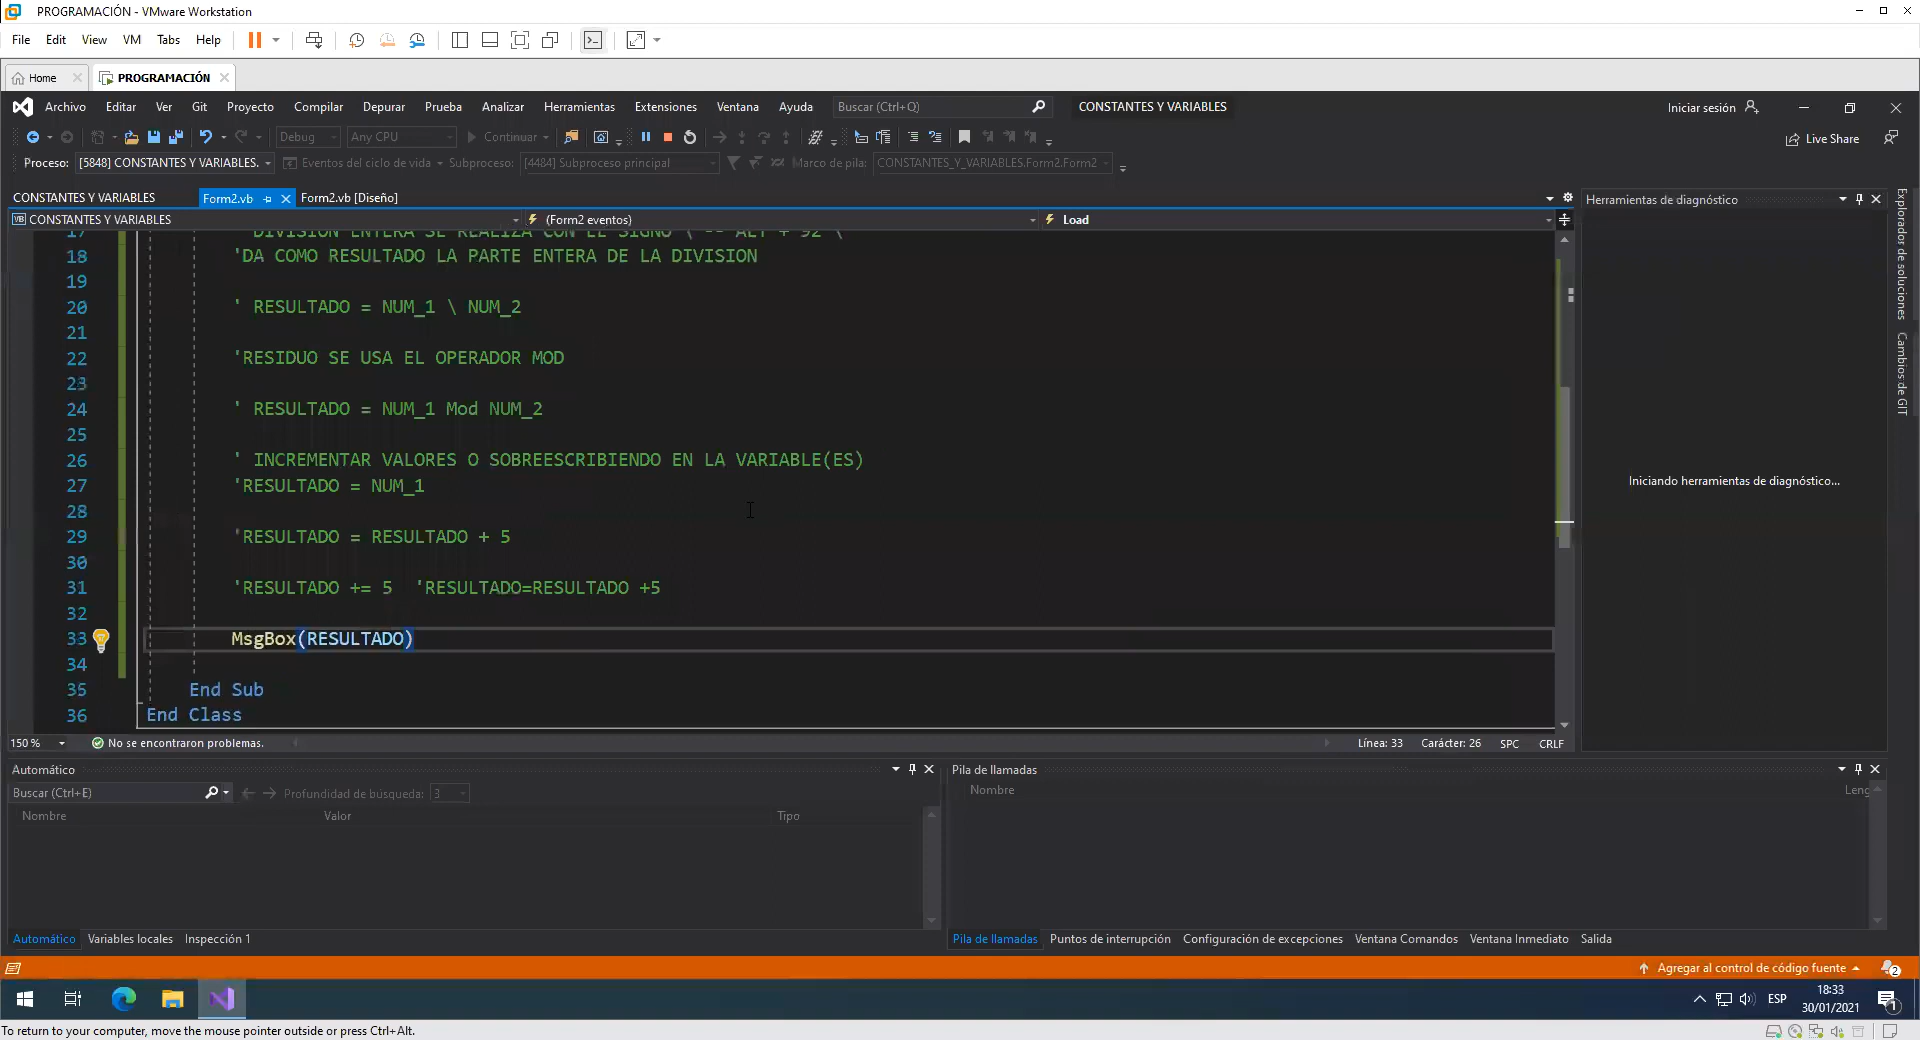 PROGRAMACIÓN - VMware Workstation
File Edit View VM Tabs Help
Home PROGRAMACIÓN
Archivo Editar Ver Git Proyecto Compilar Depurar Prueba Analizar Herramientas Extensiones Ventana Ayuda Buscar (Ctrl+Q) CONSTANTES Y VARIABLES Iniciar sesión
Debug Any CPU Continuar Live Share
Proceso: [5848] CONSTANTES Y VARIABLES. Eventos del ciclo de vida Subproceso: [4484] Subproceso principal Marco de pila: CONSTANTES_Y_VARIABLES.Form2.Form2
CONSTANTES Y VARIABLES Form2.vb Form2.vb [Diseño] Herramientas de diagnóstico
VB CONSTANTES Y VARIABLES (Form2 eventos) Load
17 DIVISION ENTERA SE REALIZA CON EL SIGNO \ -- ALT + 92 \
18 'DA COMO RESULTADO LA PARTE ENTERA DE LA DIVISION
19
20 ' RESULTADO = NUM_1 \ NUM_2
21
22 'RESIDUO SE USA EL OPERADOR MOD
23
24 ' RESULTADO = NUM_1 Mod NUM_2
25
26 ' INCREMENTAR VALORES O SOBREESCRIBIENDO EN LA VARIABLE(ES)
27 'RESULTADO = NUM_1
28
29 'RESULTADO = RESULTADO + 5
30
31 'RESULTADO += 5 'RESULTADO=RESULTADO +5
32
33 MsgBox(RESULTADO)
34
35 End Sub
36 End Class
Iniciando herramientas de diagnóstico...
Explorador de soluciones
Cambios de GIT
150 % No se encontraron problemas. Línea: 33 Carácter: 26 SPC CRLF
Automático
Buscar (Ctrl+E) Profundidad de búsqueda: 3
Nombre Valor Tipo
Pila de llamadas
Nombre Leng
Automático Variables locales Inspección 1
Pila de llamadas Puntos de interrupción Configuración de excepciones Ventana Comandos Ventana Inmediato Salida
Agregar al control de código fuente 2
ESP 18:33
30/01/2021 1
To return to your computer, move the mouse pointer outside or press Ctrl+Alt.